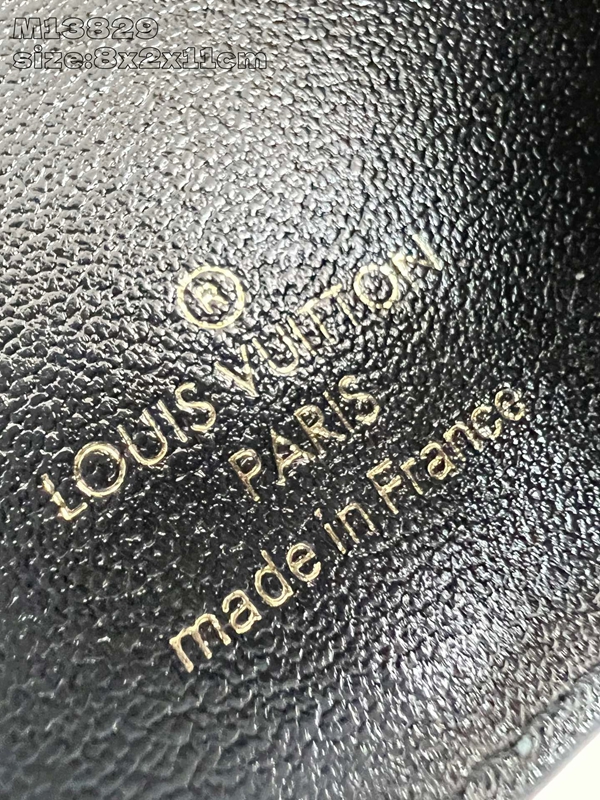 M13829
size:8x2x11cm
®
LOUIS VUITTON
PARIS
made in France